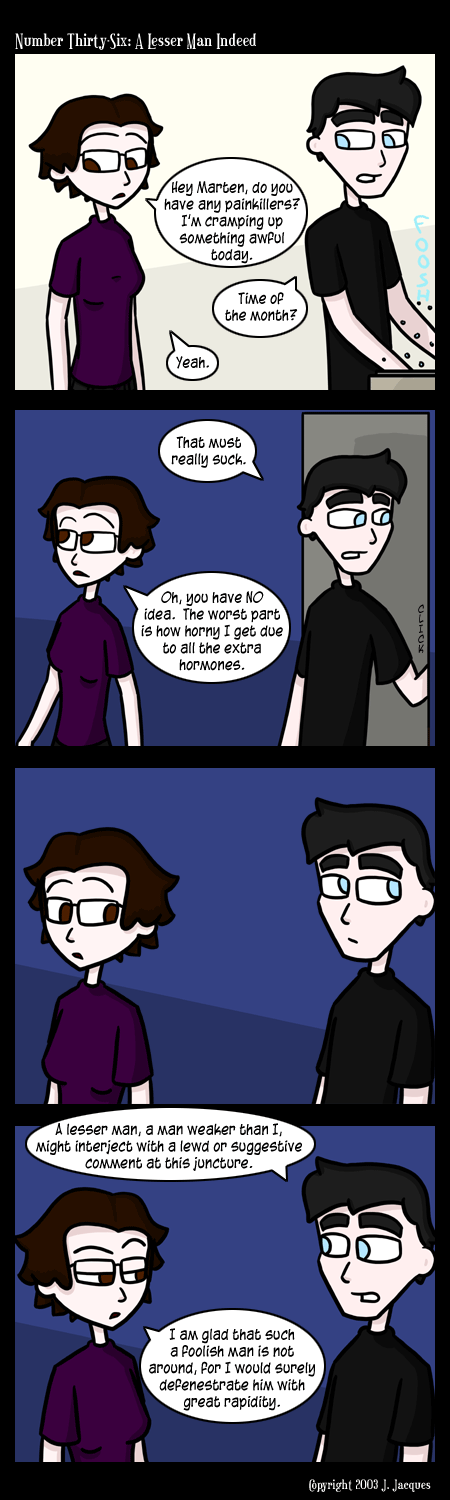 Number Thirty-Six: A Lesser Man Indeed
Hey Marten, do you
have any painkillers?
I'm cramping up
something awful
today.
Time of
the month?
Yeah.
FOOSH
That must
really suck.
Oh, you have NO
idea. The worst part
is how horny I get due
to all the extra
hormones.
CLICK
A lesser man, a man weaker than I,
might interject with a lewd or suggestive
comment at this juncture.
I am glad that such
a foolish man is not
around, for I would surely
defenestrate him with
great rapidity.
Copyright 2003 J. Jacques